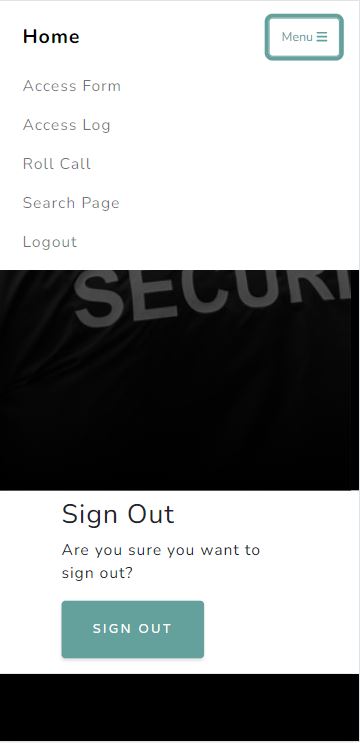 Home
Menu
Access Form
Access Log
Roll Call
Search Page
Logout
SECURI
Sign Out
Are you sure you want to
sign out?
SIGN OUT